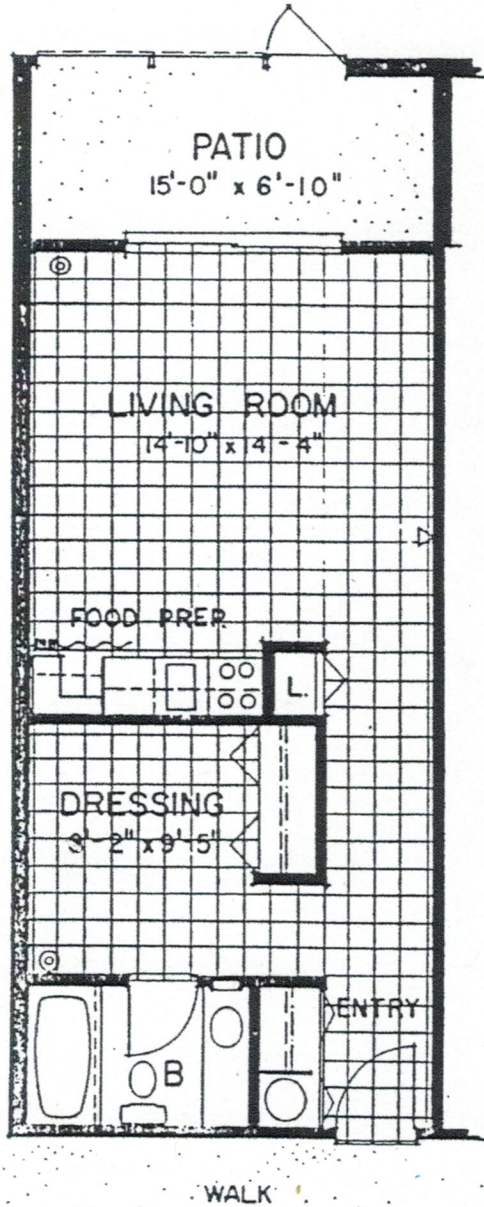 PATIO
15'-0" x 6'-10"
LIVING ROOM
14'-10" x 14'-4"
FOOD PREP.
L.
DRESSING
9'-2" x 9'-5"
ENTRY
B
WALK